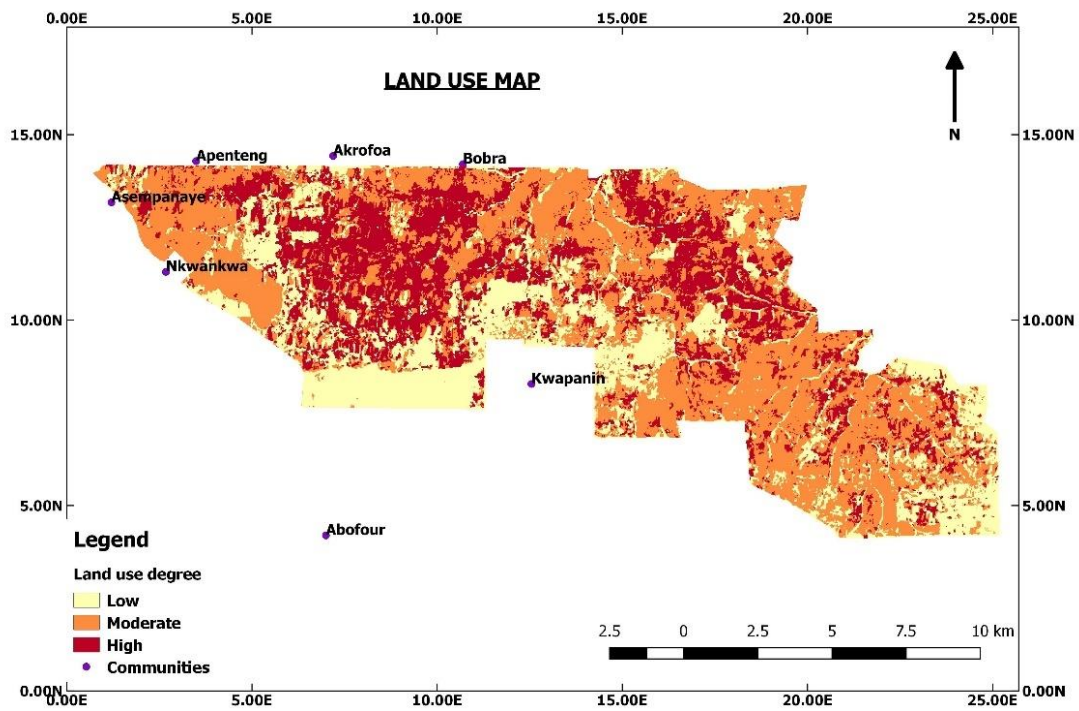 0.00E 5.00E 10.00E 15.00E 20.00E 25.00E
LAND USE MAP
N
15.00N 15.00N
Apenteng
Akrofoa
Bobra
Asempanaye
Nkwankwa
10.00N 10.00N
Kwapanin
5.00N 5.00N
Abofour
Legend
Land use degree
Low
Moderate
High
Communities
2.5 0 2.5 5 7.5 10 km
0.00N 0.00N
0.00E 5.00E 10.00E 15.00E 20.00E 25.00E